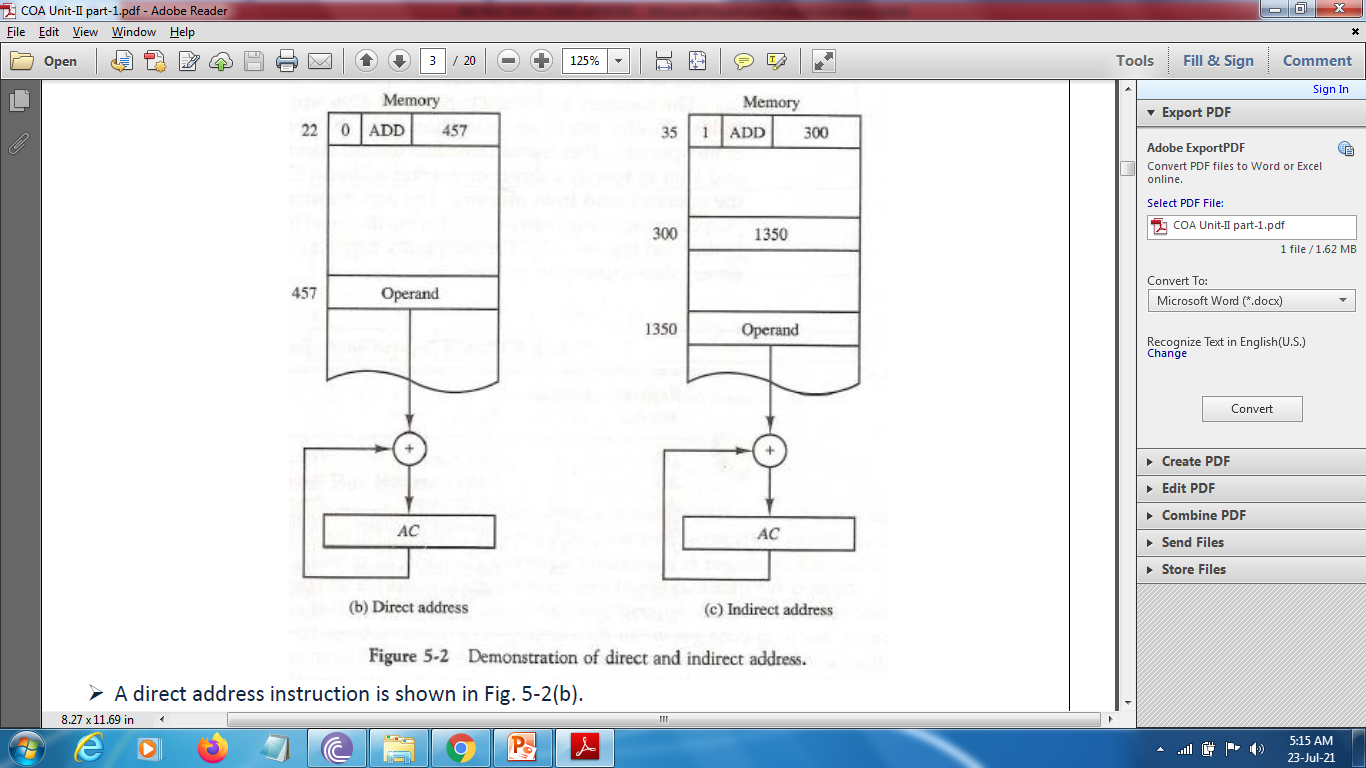 COA Unit-II part-1.pdf - Adobe Reader
File Edit View Window Help
Open 3 / 20 125% Tools Fill & Sign Comment
Sign In
Export PDF
Adobe ExportPDF
Convert PDF files to Word or Excel
online.
Select PDF File:
COA Unit-II part-1.pdf
1 file / 1.62 MB
Convert To:
Microsoft Word (*.docx)
Recognize Text in English(U.S.)
Change
Convert
Create PDF
Edit PDF
Combine PDF
Send Files
Store Files
Memory
22 0 ADD 457
457 Operand
+
AC
(b) Direct address
Memory
35 1 ADD 300
300 1350
1350 Operand
+
AC
(c) Indirect address
Figure 5-2 Demonstration of direct and indirect address.
➢ A direct address instruction is shown in Fig. 5-2(b).
8.27 x 11.69 in
5:15 AM
23-Jul-21